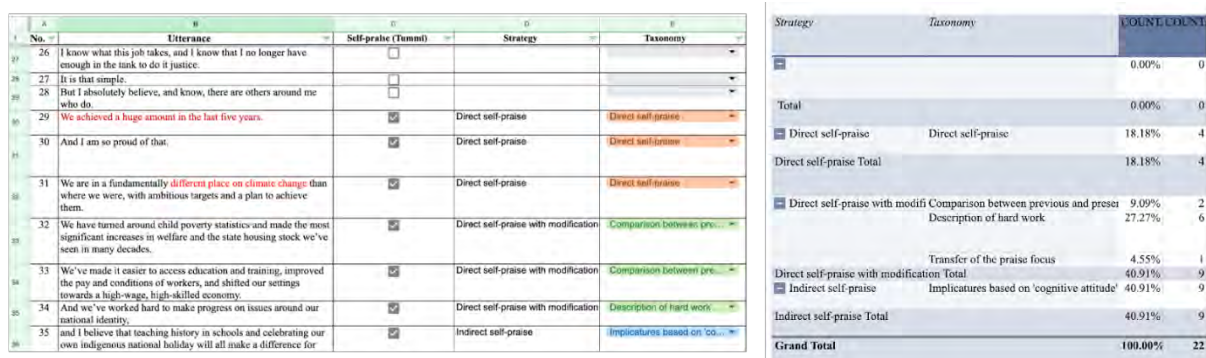 A B C D E
1 No. Utterance Self-praise (Tummi) Strategy Taxonomy
27 26 I know what this job takes, and I know that I no longer have
enough in the tank to do it justice.
28 27 It is that simple.
29 28 But I absolutely believe, and know, there are others around me
who do.
30 29 We achieved a huge amount in the last five years. Direct self-praise Direct self-praise
31 30 And I am so proud of that. Direct self-praise Direct self-praise
32 31 We are in a fundamentally different place on climate change than Direct self-praise Direct self-praise
where we were, with ambitious targets and a plan to achieve
them.
33 32 We have turned around child poverty statistics and made the most Direct self-praise with modification Comparison between pre...
significant increases in welfare and the state housing stock we've
seen in many decades.
34 33 We've made it easier to access education and training, improved Direct self-praise with modification Comparison between pre...
the pay and conditions of workers, and shifted our settings
towards a high-wage, high-skilled economy.
35 34 And we've worked hard to make progress on issues around our Direct self-praise with modification Description of hard work
national identity,
36 35 and I believe that teaching history in schools and celebrating our Indirect self-praise Implicatures based on 'co...
own indigenous national holiday will all make a difference for
Strategy Taxonomy COUNT COUNT
0.00% 0
Total 0.00% 0
Direct self-praise Direct self-praise 18.18% 4
Direct self-praise Total 18.18% 4
Direct self-praise with modifi Comparison between previous and preser 9.09% 2
Description of hard work 27.27% 6
Transfer of the praise focus 4.55% 1
Direct self-praise with modification Total 40.91% 9
Indirect self-praise Implicatures based on 'cognitive attitude' 40.91% 9
Indirect self-praise Total 40.91% 9
Grand Total 100.00% 22